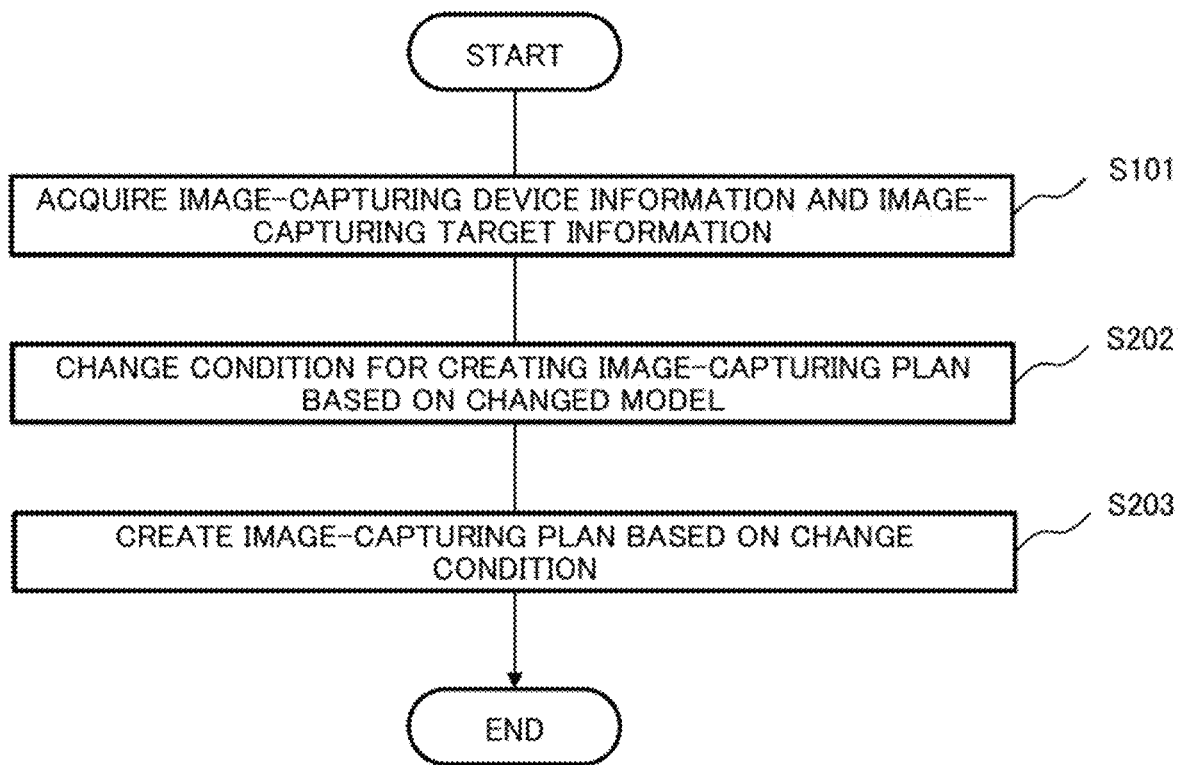 START
S101
ACQUIRE IMAGE-CAPTURING DEVICE INFORMATION AND IMAGE-
CAPTURING TARGET INFORMATION
S202
CHANGE CONDITION FOR CREATING IMAGE-CAPTURING PLAN
BASED ON CHANGED MODEL
S203
CREATE IMAGE-CAPTURING PLAN BASED ON CHANGE
CONDITION
END